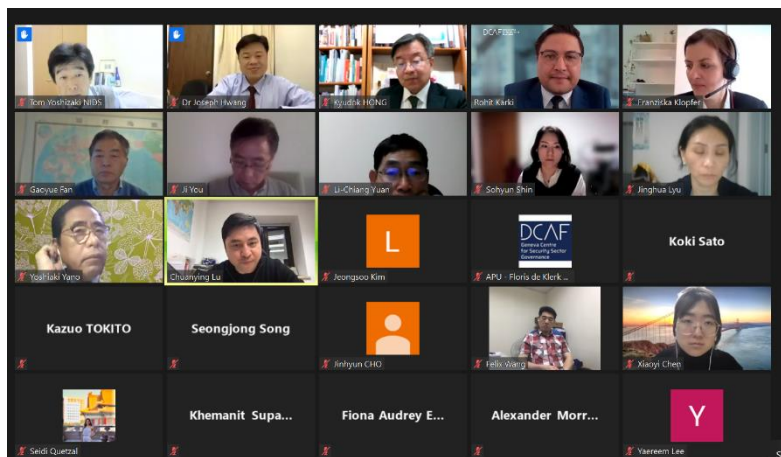 Tom Yoshizaki NIDS
Dr Joseph Hwang
Kyudok HONG
DCAF
Rohit Karki
Franziska Klopfer
Gaoyue Fan
Ji You
Li-Chiang Yuan
Sohyun Shin
Jinghua Lyu
Yoshiaki Yano
Chuanying Lu
L
Jeongsoo Kim
DCAF
Geneva Centre
for Security Sector
Governance
APU - Floris de Klerk ...
Koki Sato
Kazuo TOKITO
Seongjong Song
Jinhyun CHO
Felix Wang
Xiaoyi Chen
Seidi Quetzal
Khemanit Supa...
Fiona Audrey E...
Alexander Morr...
Y
Yaereem Lee